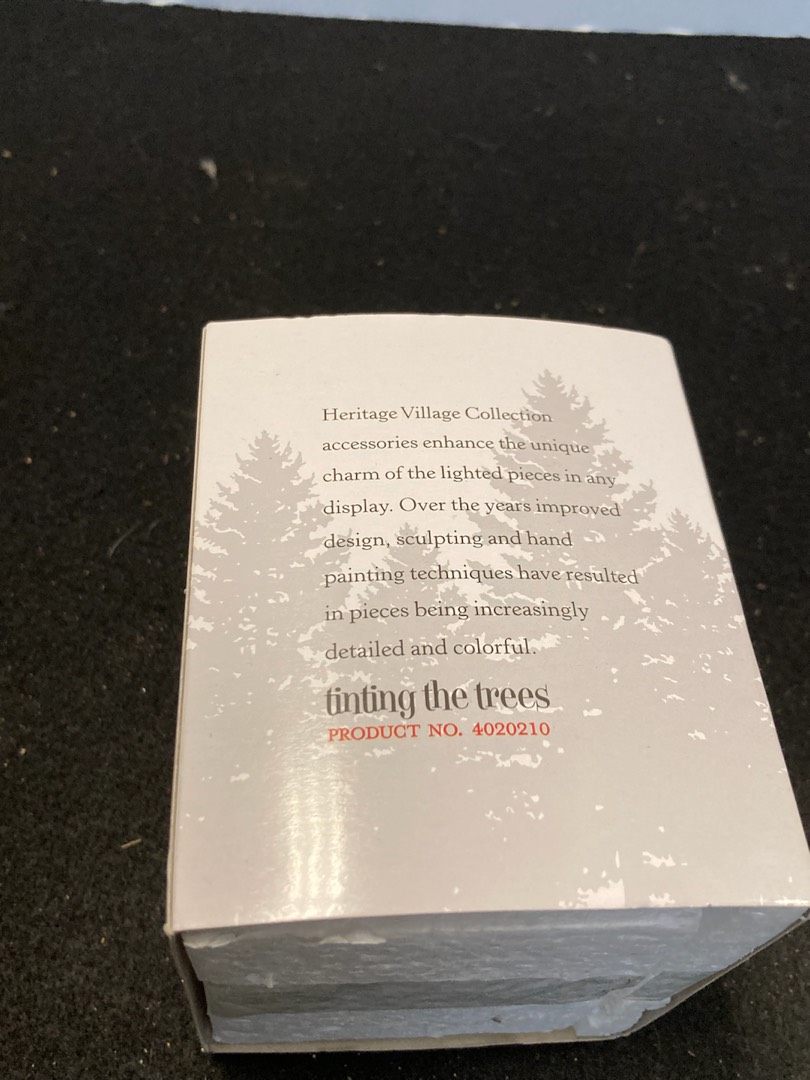 Heritage Village Collection
accessories enhance the unique
charm of the lighted pieces in any
display. Over the years improved
design, sculpting and hand
painting techniques have resulted
in pieces being increasingly
detailed and colorful.
tinting the trees
PRODUCT NO. 4020210